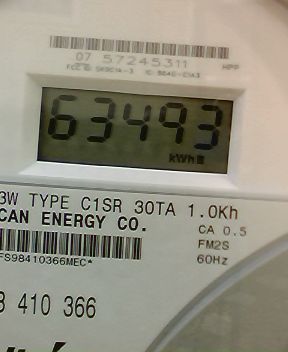 07 57245311
63493
kWh
3W TYPE C1SR 30TA 1.0Kh
CAN ENERGY CO.
CA 0.5
FM2S
60Hz
FS98410366MEC*
8 410 366